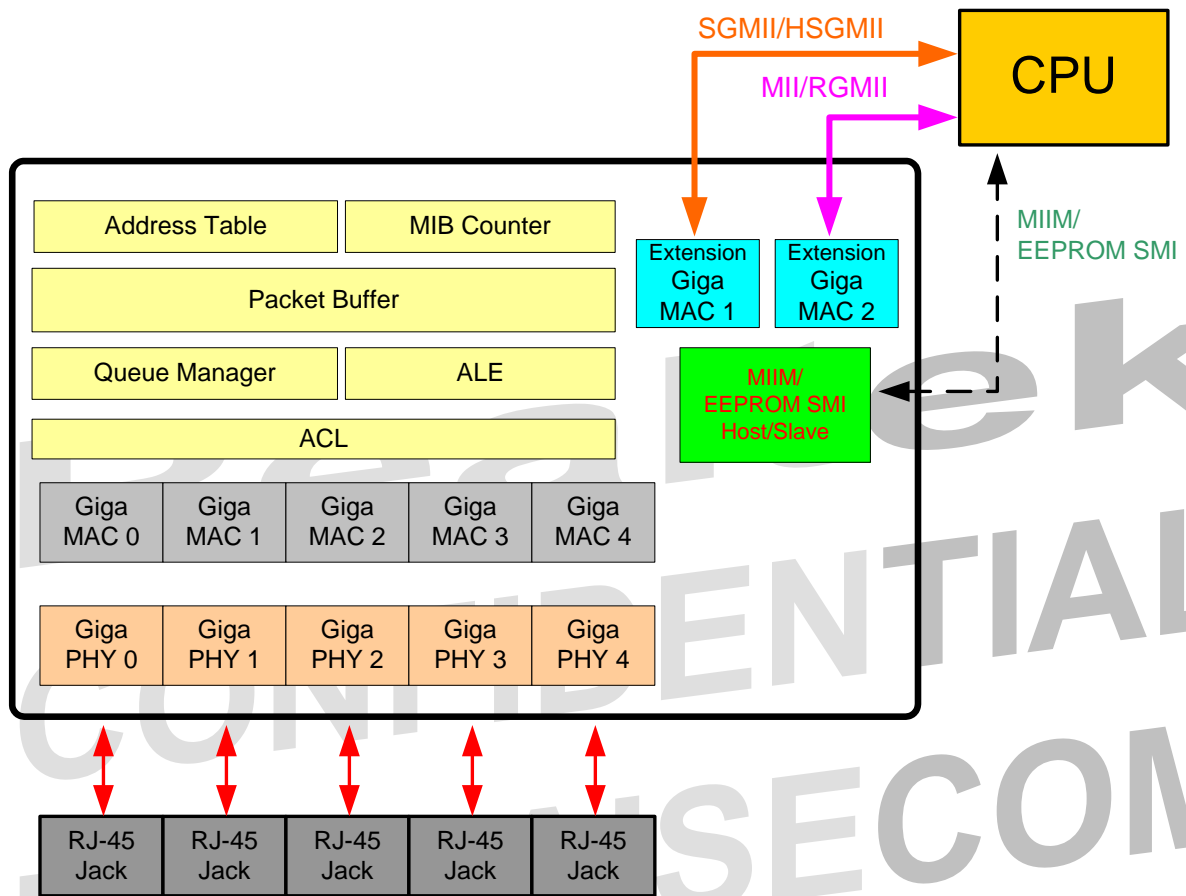 SGMII/HSGMII
MII/RGMII
CPU
MIIM/
EEPROM SMI
Address Table
MIB Counter
Extension
Giga
MAC 1
Extension
Giga
MAC 2
Packet Buffer
Queue Manager
ALE
MIIM/
EEPROM SMI
Host/Slave
ACL
Giga
MAC 0
Giga
MAC 1
Giga
MAC 2
Giga
MAC 3
Giga
MAC 4
Giga
PHY 0
Giga
PHY 1
Giga
PHY 2
Giga
PHY 3
Giga
PHY 4
RJ-45
Jack
RJ-45
Jack
RJ-45
Jack
RJ-45
Jack
RJ-45
Jack
CONFIDENTIAL